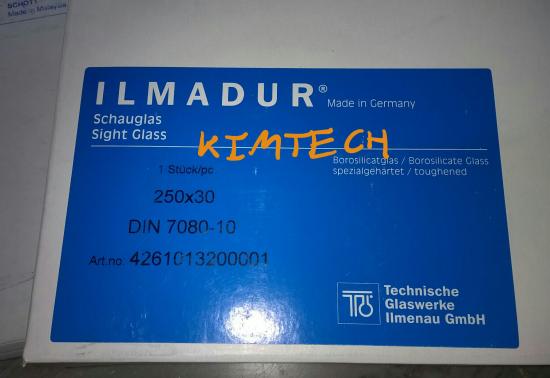 SCHOTT
Made in Malaysia
ILMADUR® Made in Germany
Schauglas
Sight Glass
KIMTECH
Borosilicatglas / Borosilicate Glass
spezialgehärtet / toughened
1 Stück/pc
250x30
DIN 7080-10
Art.no. 4261013200001
Technische
Glaswerke
Ilmenau GmbH